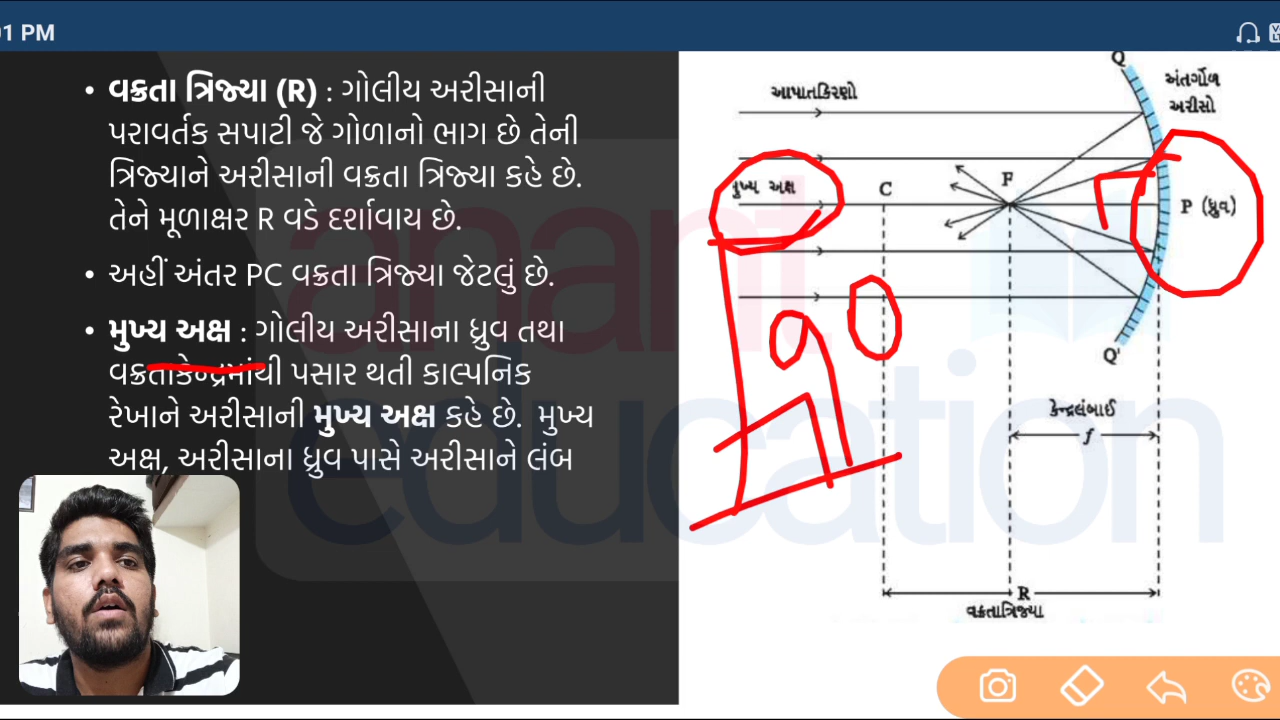 01 PM
• વક્રતા ત્રિજ્યા (R) : ગોલીય અરીસાની
પરાવર્તક સપાટી જે ગોળાનો ભાગ છે તેની
ત્રિજ્યાને અરીસાની વક્રતા ત્રિજ્યા કહે છે.
તેને મૂળાક્ષર R વડે દર્શાવાય છે.
• અહીં અંતર PC વક્રતા ત્રિજ્યા જેટલું છે.
• મુખ્ય અક્ષ : ગોલીય અરીસાના ધ્રુવ તથા
વક્રતાકેન્દ્રમાંથી પસાર થતી કાલ્પનિક
રેખાને અરીસાની મુખ્ય અક્ષ કહે છે. મુખ્ય
અક્ષ, અરીસાના ધ્રુવ પાસે અરીસાને લંબ
Q
અંતર્ગોળ
અરીસો
આપાતકિરણો
મુખ્ય અક્ષ
C
F
P (ધ્રુવ)
Q'
કેન્દ્રલંબાઈ
f
R
વક્રતાત્રિજ્યા
anant
education